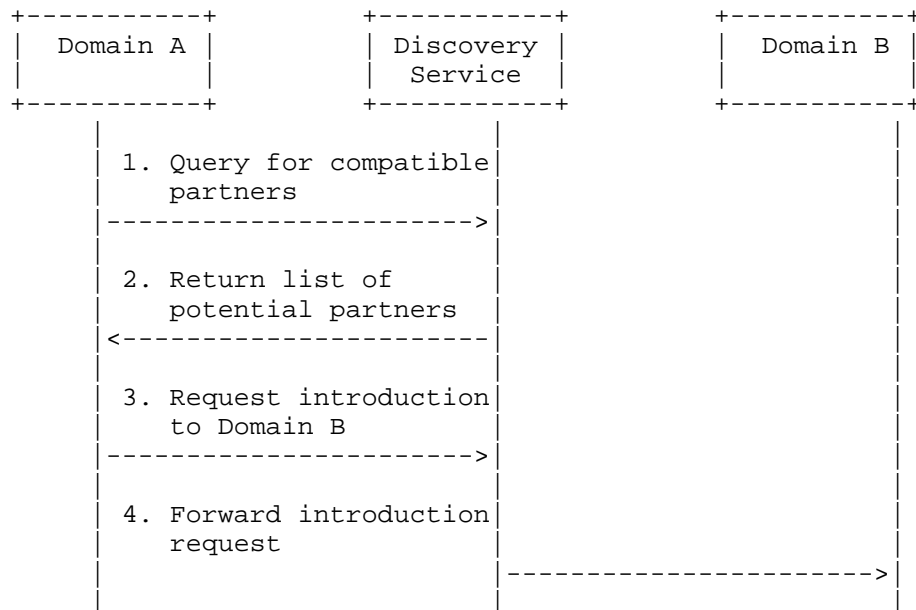 Domain A Discovery Domain B
Service
1. Query for compatible
partners
2. Return list of
potential partners
3. Request introduction
to Domain B
4. Forward introduction
request